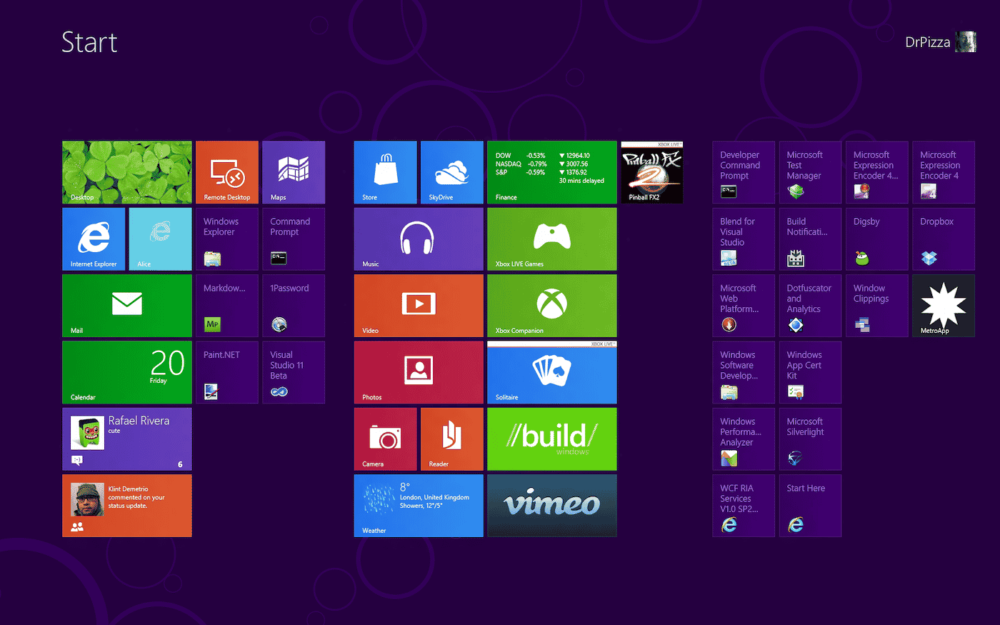 Start
DrPizza
Desktop
Remote Desktop
Maps
Internet Explorer
Alice
Windows
Explorer
Command
Prompt
Mail
Markdow...
Mp
1Password
20
Friday
Calendar
Paint.NET
Visual
Studio 11
Beta
Rafael Rivera
cute
:-)
6
Klint Demetrio
commented on your
status update.
Store
SkyDrive
DOW -0.53% ▼ 12964.10
NASDAQ -0.79% ▼ 3007.56
S&P -0.59% ▼ 1376.92
30 mins delayed
Finance
XBOX LIVE
Pinball FX
2
Pinball FX2
Music
Xbox LIVE Games
Video
Xbox Companion
Photos
XBOX LIVE
Solitaire
Camera
Reader
//build/
windows
8°
London, United Kingdom
Showers, 12°/5°
Weather
vimeo
Developer
Command
Prompt
Microsoft
Test
Manager
Microsoft
Expression
Encoder 4...
4
Microsoft
Expression
Encoder 4
4
Blend for
Visual
Studio
BETA
Build
Notificati...
Digsby
Dropbox
Microsoft
Web
Platform...
Dotfuscator
and
Analytics
Window
Clippings
MetroApp
Windows
Software
Develop...
Windows
App Cert
Kit
Windows
Performa...
Analyzer
Microsoft
Silverlight
WCF RIA
Services
V1.0 SP2...
Start Here